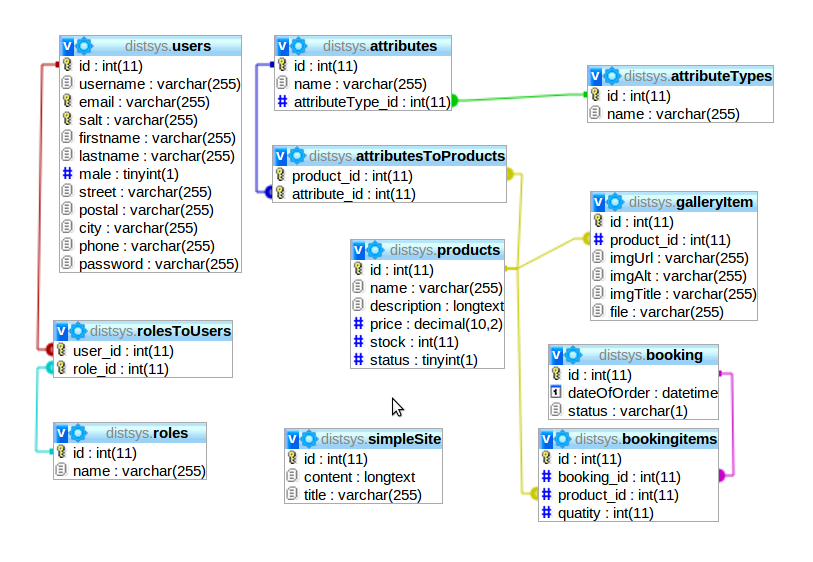 distsys.users
id : int(11)
username : varchar(255)
email : varchar(255)
salt : varchar(255)
firstname : varchar(255)
lastname : varchar(255)
male : tinyint(1)
street : varchar(255)
postal : varchar(255)
city : varchar(255)
phone : varchar(255)
password : varchar(255)
distsys.rolesToUsers
user_id : int(11)
role_id : int(11)
distsys.roles
id : int(11)
name : varchar(255)
distsys.attributes
id : int(11)
name : varchar(255)
attributeType_id : int(11)
distsys.attributesToProducts
product_id : int(11)
attribute_id : int(11)
distsys.products
id : int(11)
name : varchar(255)
description : longtext
price : decimal(10,2)
stock : int(11)
status : tinyint(1)
distsys.simpleSite
id : int(11)
content : longtext
title : varchar(255)
distsys.attributeTypes
id : int(11)
name : varchar(255)
distsys.galleryItem
id : int(11)
product_id : int(11)
imgUrl : varchar(255)
imgAlt : varchar(255)
imgTitle : varchar(255)
file : varchar(255)
distsys.booking
id : int(11)
dateOfOrder : datetime
status : varchar(1)
distsys.bookingitems
id : int(11)
booking_id : int(11)
product_id : int(11)
quatity : int(11)